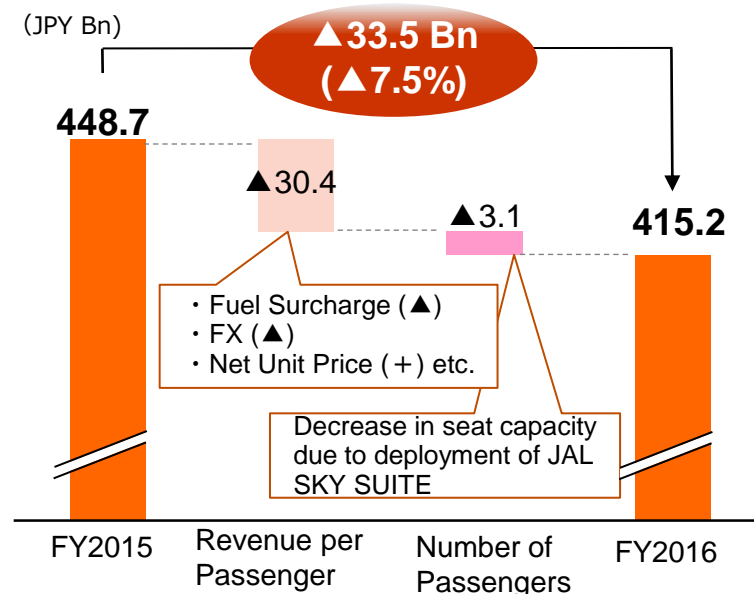 (JPY Bn)
▲33.5 Bn
(▲7.5%)
448.7
▲30.4
▲3.1
415.2
・Fuel Surcharge (▲)
・FX (▲)
・Net Unit Price (+) etc.
Decrease in seat capacity
due to deployment of JAL
SKY SUITE
FY2015
Revenue per
Passenger
Number of
Passengers
FY2016